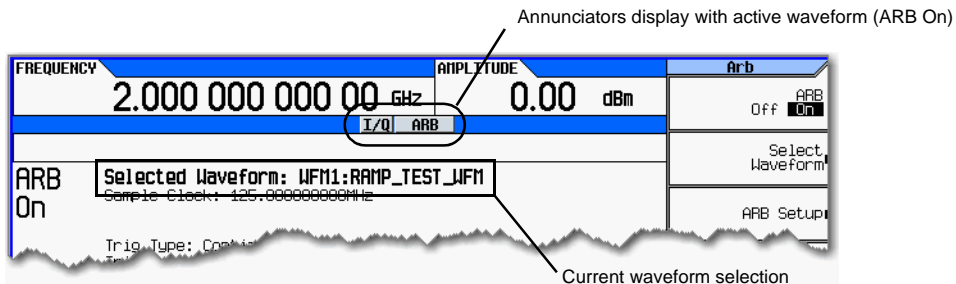 Annunciators display with active waveform (ARB On)
FREQUENCY
AMPLITUDE
Arb
2.000 000 000 00 GHz
0.00 dBm
ARB
Off On
I/Q ARB
Select
Waveform
ARB
On
Selected Waveform: WFM1:RAMP_TEST_WFM
Sample Clock: 125.000000000MHz
ARB Setup
Trig Type:
Current waveform selection